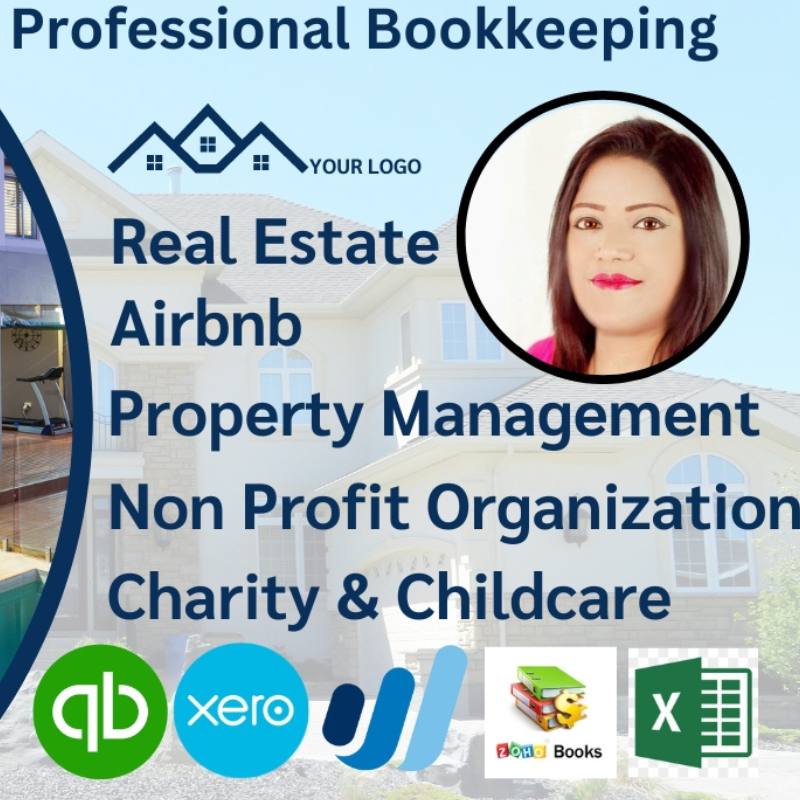 Professional Bookkeeping
YOUR LOGO
Real Estate
Airbnb
Property Management
Non Profit Organization
Charity & Childcare
qb
xero
ZOHO Books
X